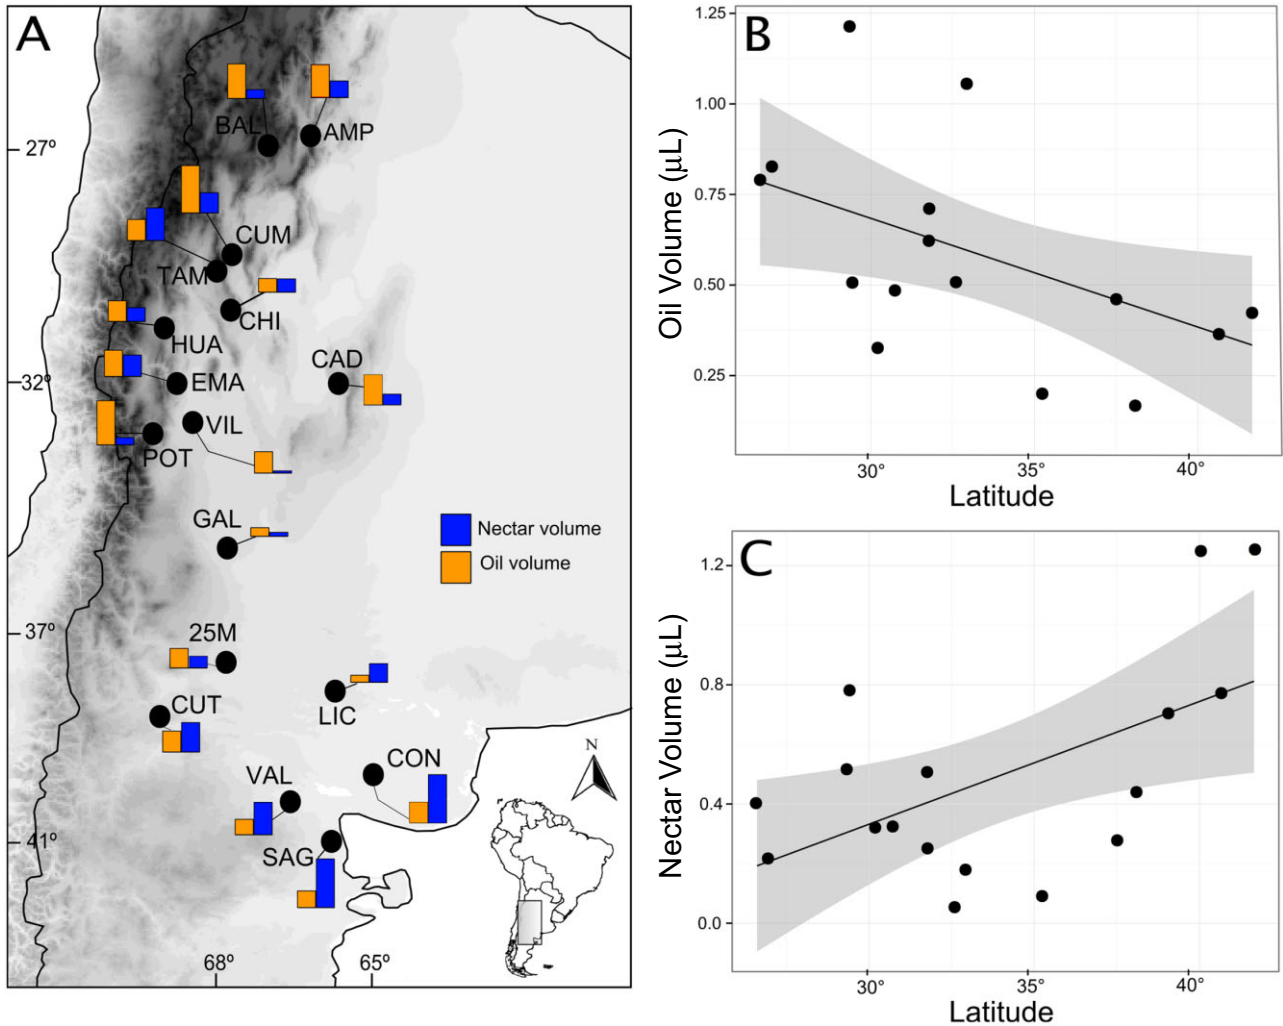 A
BAL
AMP
27°
CUM
TAM
CHI
HUA
CAD
32º
EMA
VIL
POT
GAL
Nectar volume
Oil volume
37º
25M
CUT
LIC
N
CON
VAL
41º
SAG
68º
65º
B
Oil Volume (µL)
1.25
1.00
0.75
0.50
0.25
30°
35°
40°
Latitude
C
Nectar Volume (µL)
1.2
0.8
0.4
0.0
30°
35°
40°
Latitude